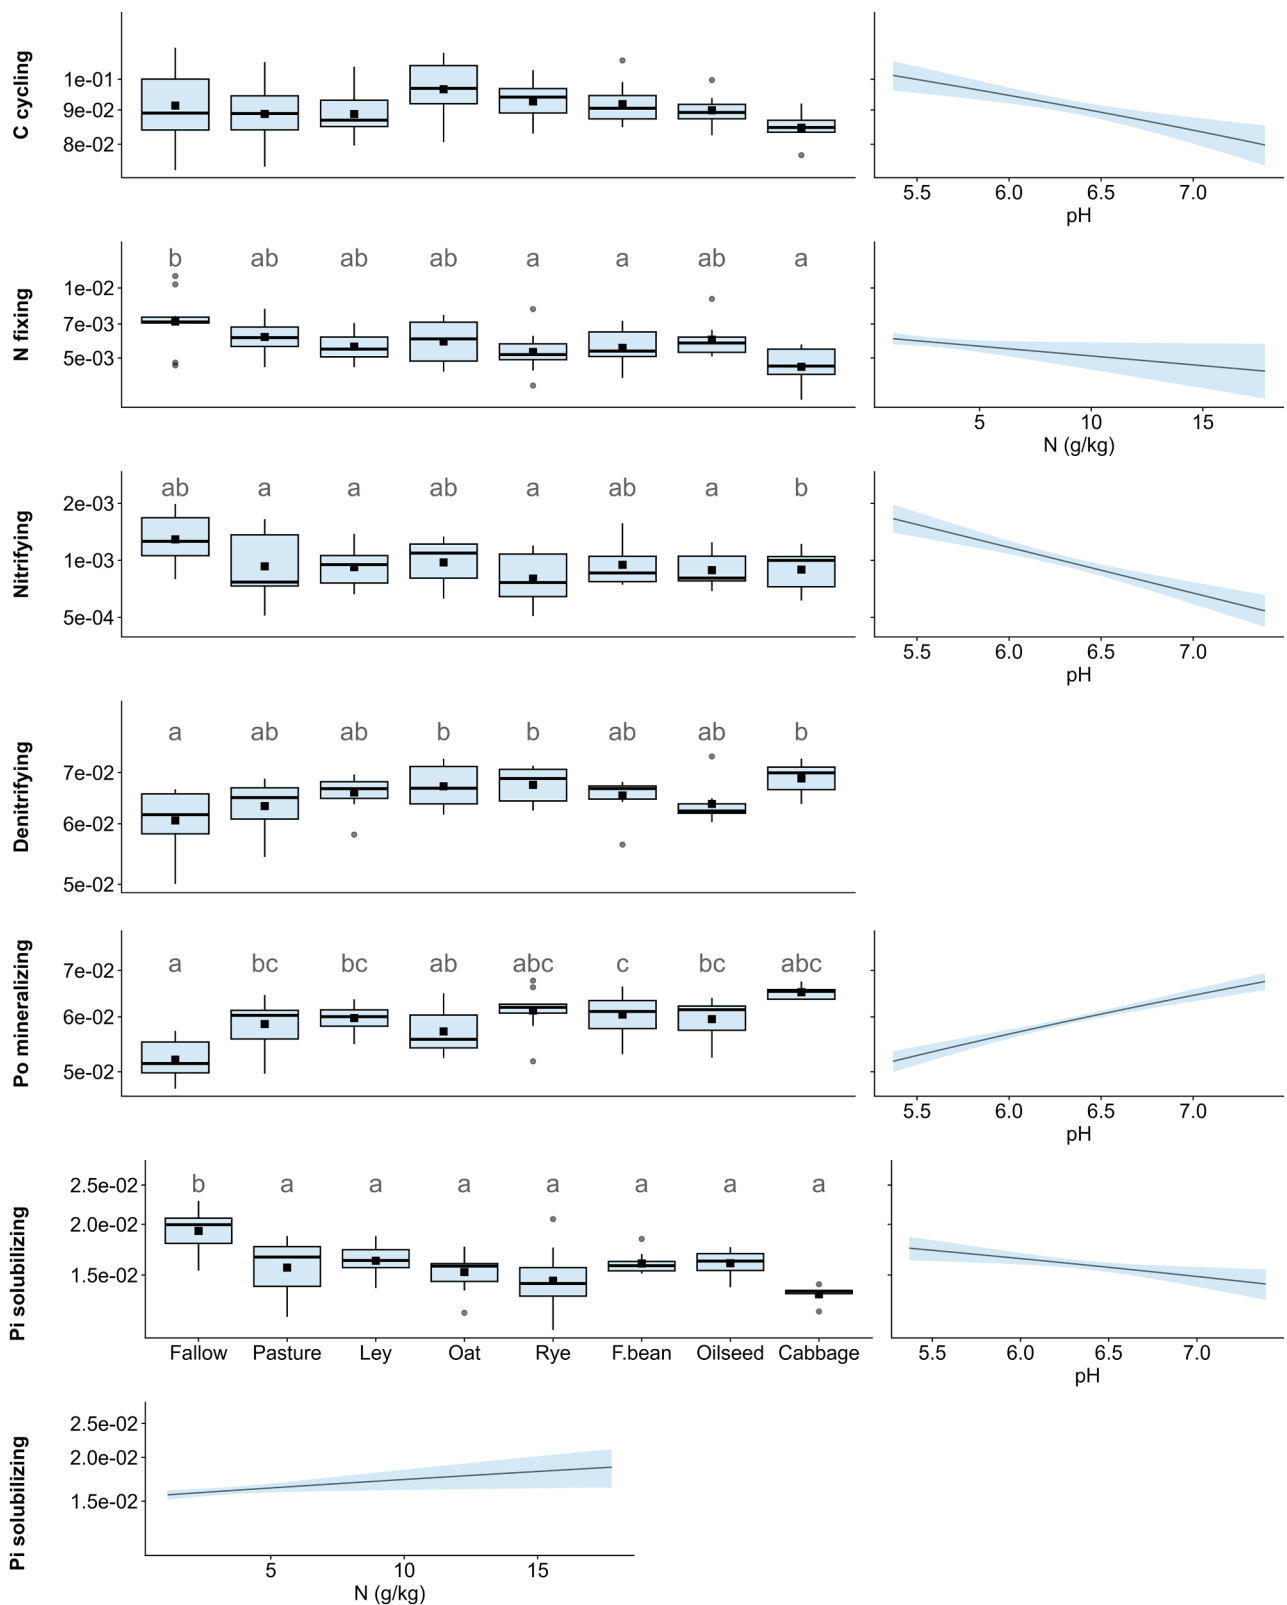 C cycling
1e-01
9e-02
8e-02
5.5 6.0 6.5 7.0
pH
N fixing
b ab ab ab a a ab a
1e-02
7e-03
5e-03
5 10 15
N (g/kg)
Nitrifying
ab a a ab a ab a b
2e-03
1e-03
5e-04
5.5 6.0 6.5 7.0
pH
Denitrifying
a ab ab b b ab ab b
7e-02
6e-02
5e-02
Po mineralizing
a bc bc ab abc c bc abc
7e-02
6e-02
5e-02
5.5 6.0 6.5 7.0
pH
Pi solubilizing
b a a a a a a a
2.5e-02
2.0e-02
1.5e-02
Fallow Pasture Ley Oat Rye F.bean Oilseed Cabbage
5.5 6.0 6.5 7.0
pH
Pi solubilizing
2.5e-02
2.0e-02
1.5e-02
5 10 15
N (g/kg)